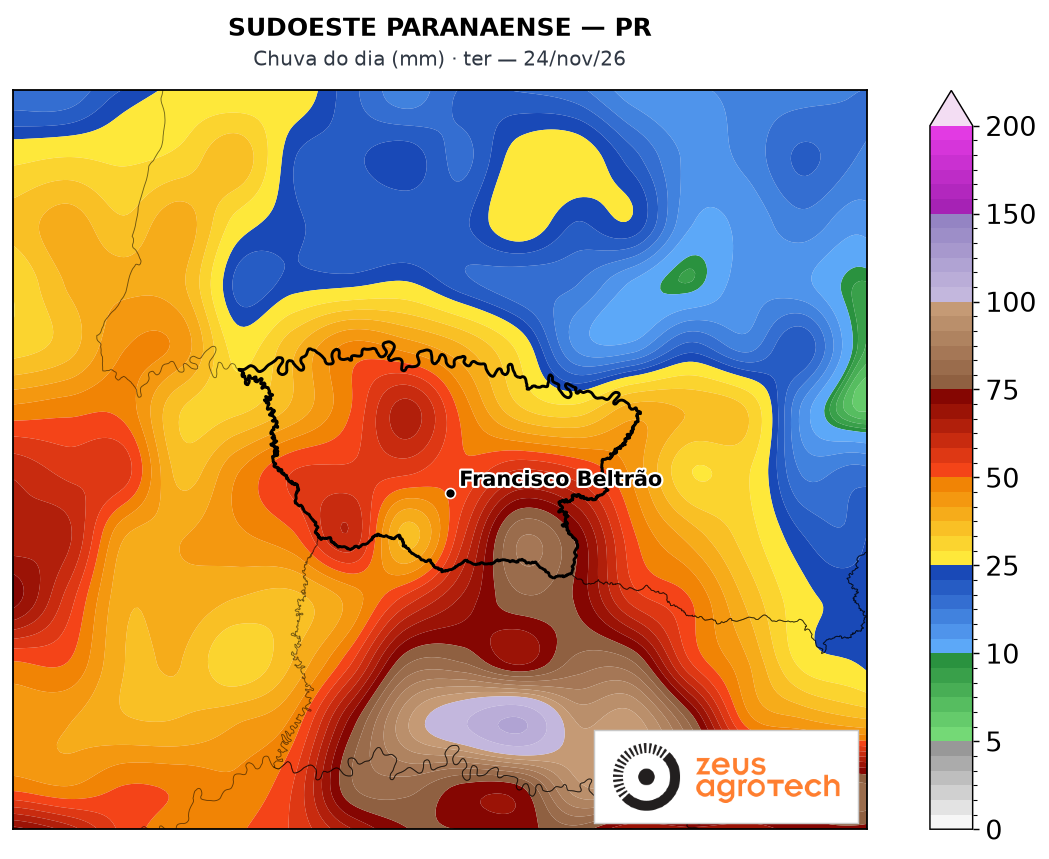 SUDOESTE PARANAENSE — PR
Chuva do dia (mm) · ter — 24/nov/26
200
150
100
75
50
25
10
5
0
Francisco Beltrão
zeus
agrotech